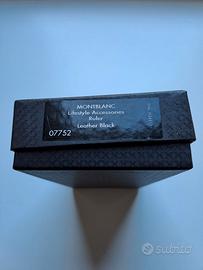 MONTBLANC
Lifestyle Accessories
Ruler
Leather Black
07752
subito